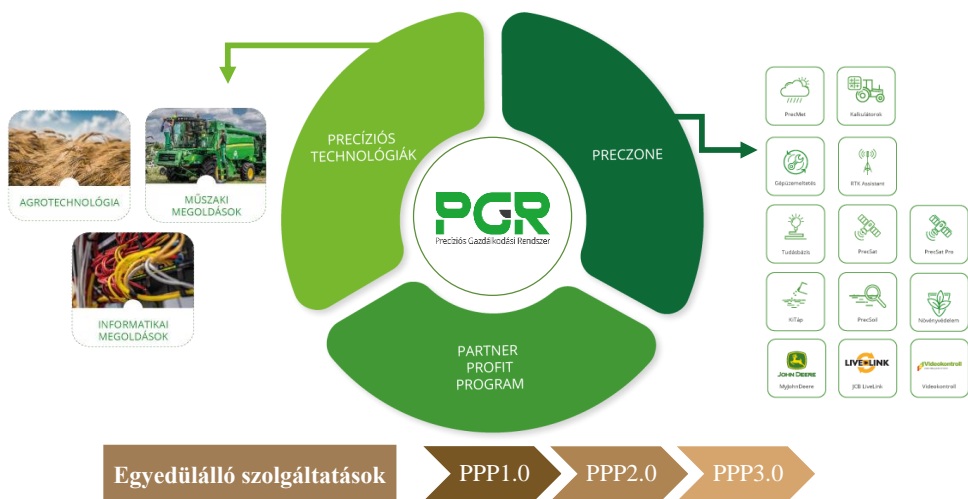 PRECÍZIÓS
TECHNOLÓGIÁK
PRECZONE
PGR
Precíziós Gazdálkodási Rendszer
PARTNER
PROFIT
PROGRAM
AGROTECHNOLÓGIA
MŰSZAKI
MEGOLDÁSOK
INFORMATIKAI
MEGOLDÁSOK
PrecMet
Kalkulátorok
Gépüzemeltetés
RTK Assistant
Tudásbázis
PrecSat
PrecSat Pro
KiTáp
PrecSoil
Növényvédelem
JOHN DEERE
MyJohnDeere
LIVELINK
JCB LiveLink
Videokontroll
Videokontroll
Egyedülálló szolgáltatások
PPP1.0
PPP2.0
PPP3.0